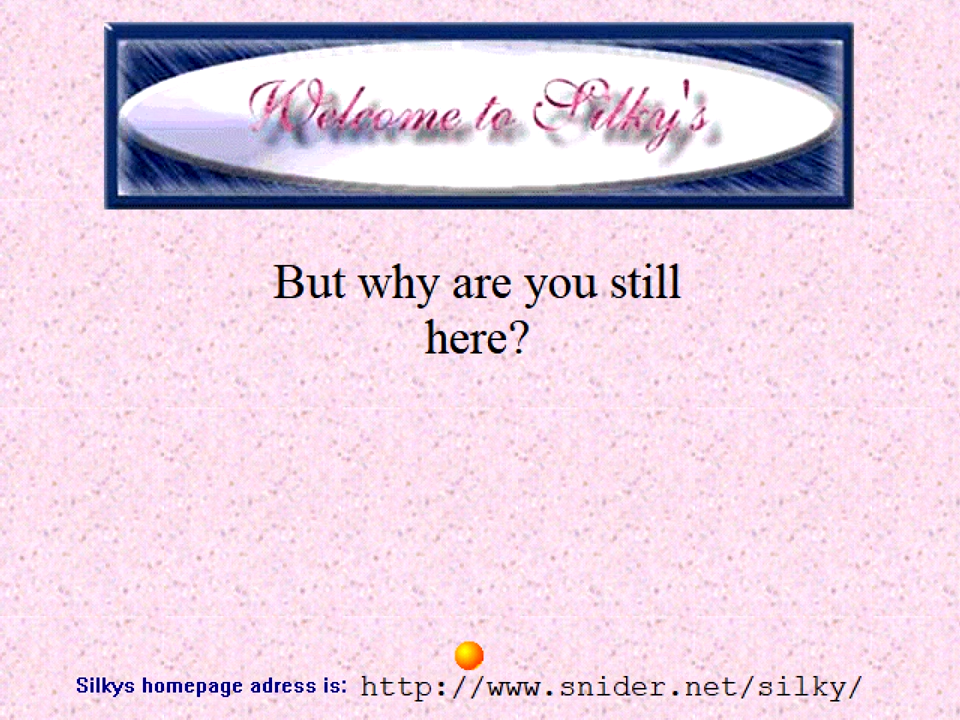 Welcome to Silky's
But why are you still
here?
Silkys homepage adress is: http://www.snider.net/silky/